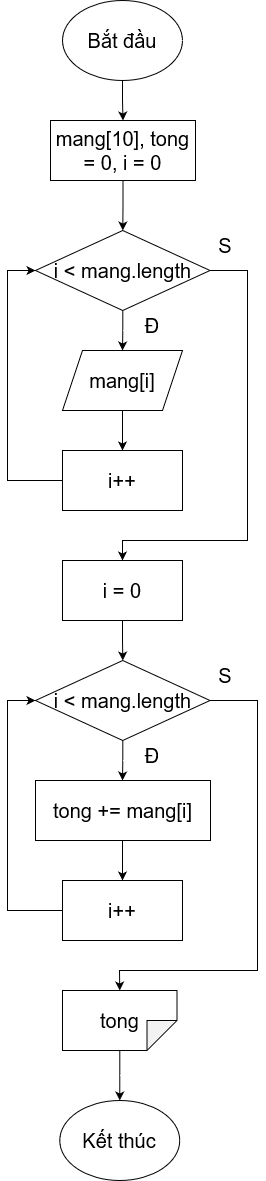 Bắt đầu
mang[10], tong
= 0, i = 0
S
i < mang.length
Đ
mang[i]
i++
i = 0
S
i < mang.length
Đ
tong += mang[i]
i++
tong
Kết thúc